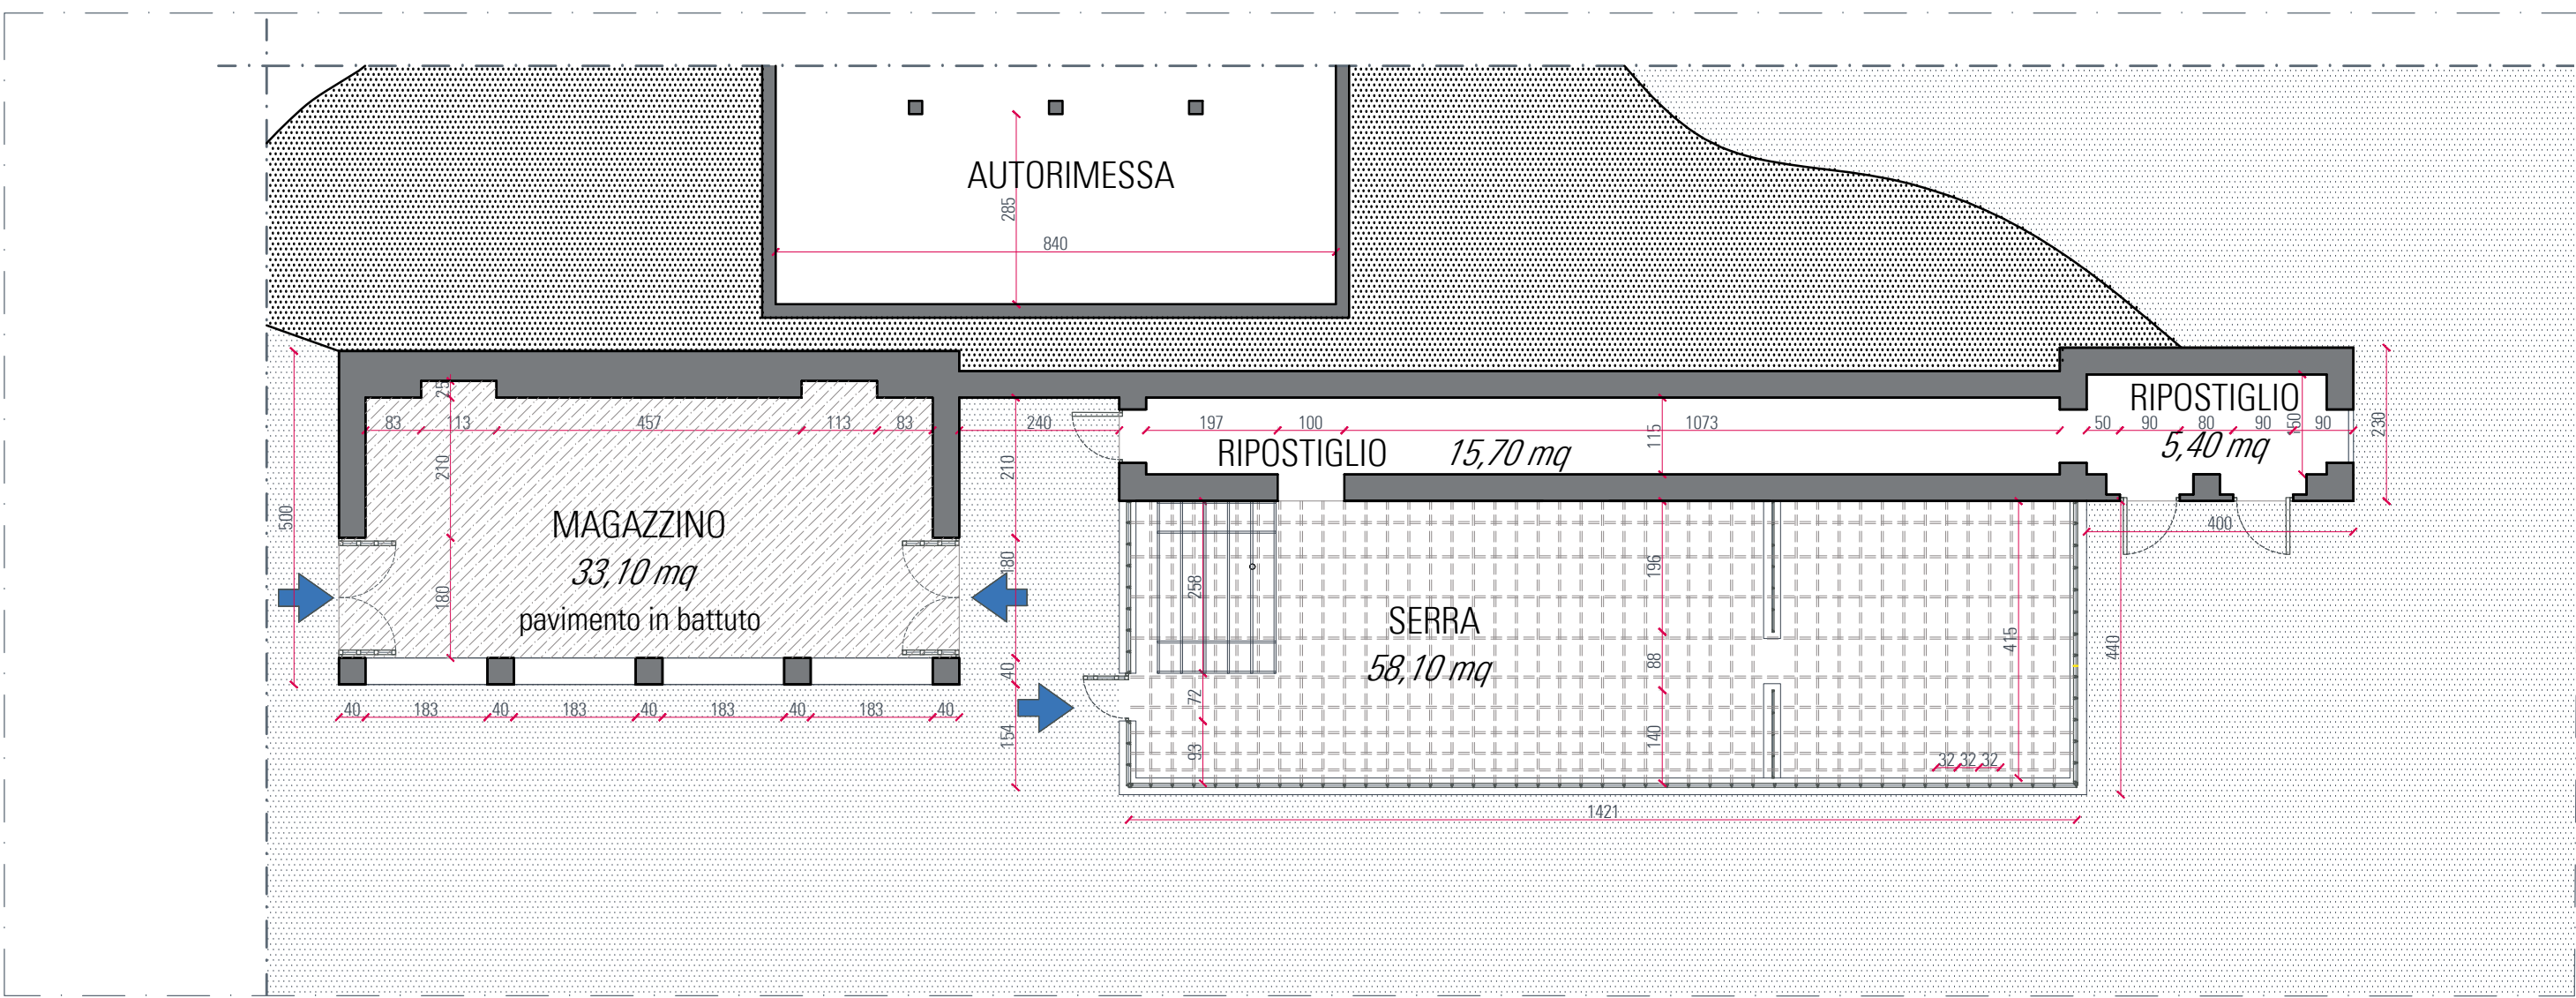 AUTORIMESSA
285
840
RIPOSTIGLIO
5,40 mq
150
230
50 90 80 90 90
400
25
83 113 457 113 83
240
197 100 1073
115
RIPOSTIGLIO 15,70 mq
210
210
500
MAGAZZINO
33,10 mq
pavimento in battuto
180
180
40
154
258
72
93
196
88
140
SERRA
58,10 mq
415
440
32 32 32
40 183 40 183 40 183 40 183 40
1421